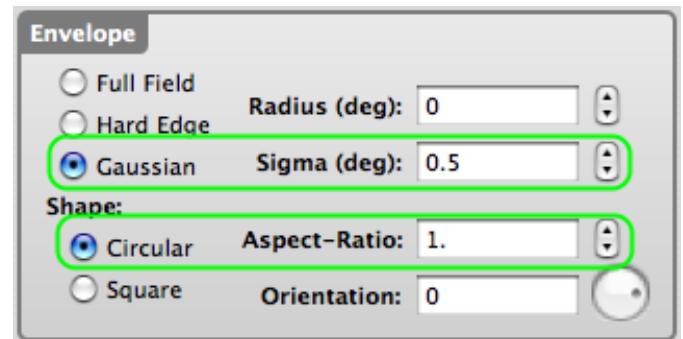 Envelope
Full Field
Radius (deg): 0
Hard Edge
Gaussian Sigma (deg): 0.5
Shape:
Circular Aspect-Ratio: 1.
Square Orientation: 0